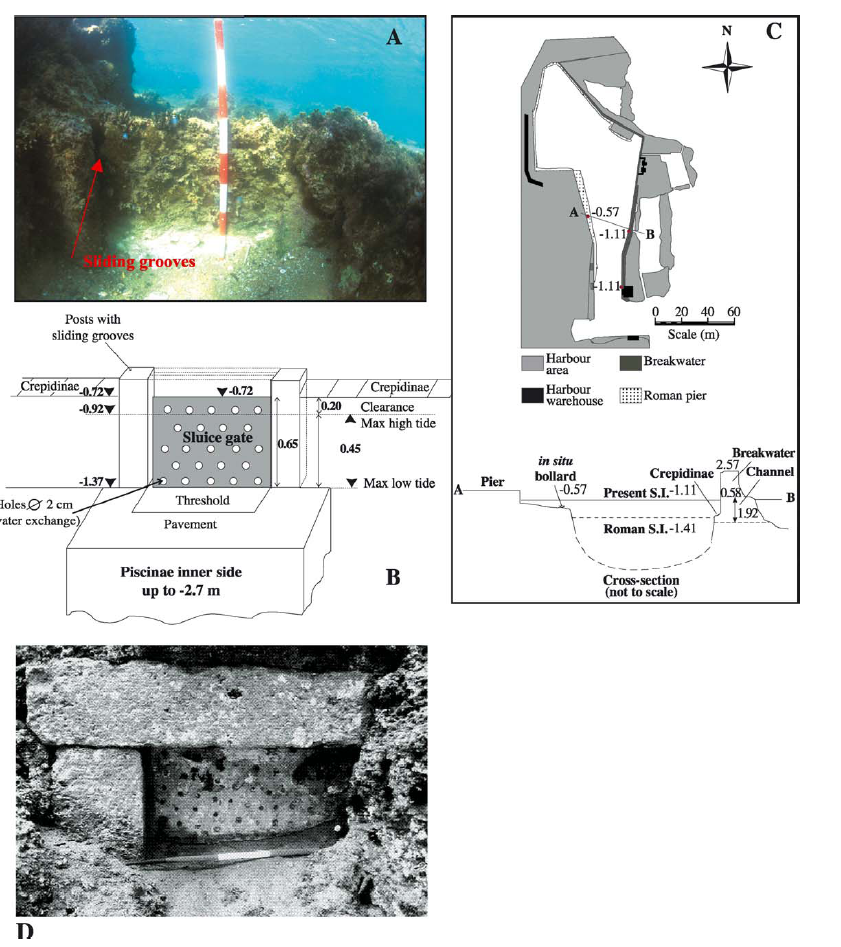 A
Sliding grooves
Posts with
sliding grooves
Crepidinae
-0.72
-0.92
-0.72
Crepidinae
0.20
Clearance
Max high tide
Sluice gate
0.65
0.45
-1.37
Max low tide
Holes Ø 2 cm
water exchange)
Threshold
Pavement
Piscinae inner side
up to -2.7 m
B
C
N
A
-0.57
-1.11
B
-1.11
0 20 40 60
Scale (m)
Harbour
area
Breakwater
Harbour
warehouse
Roman pier
A
Pier
in situ
bollard
-0.57
Present S.l.-1.11
Roman S.l.-1.41
Crepidinae
2.57
Breakwater
Channel
0.58
1.92
B
Cross-section
(not to scale)
D